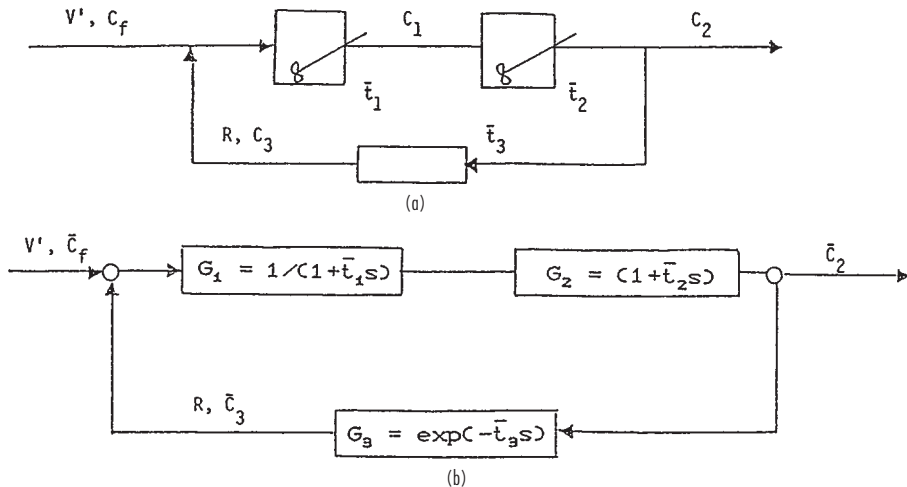 V', C_f
C_1
C_2
t̄_1
t̄_2
R, C_3
t̄_3
(a)
V', C̄_f
G_1 = 1/(1+t̄_1s)
G_2 = (1+t̄_2s)
C̄_2
R, C̄_3
G_3 = exp(-t̄_3s)
(b)